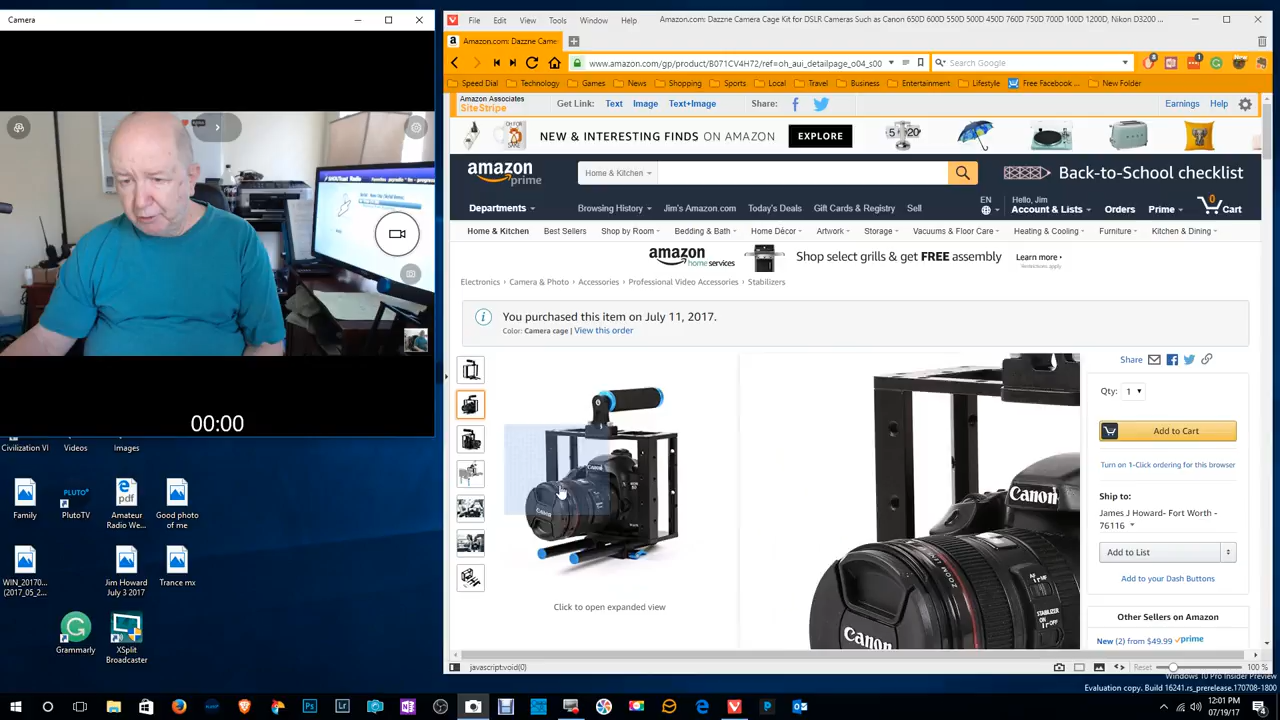 Camera
File Edit View Tools Window Help
Amazon.com: Dazzne Camera Cage Kit for DSLR Cameras Such as Canon 650D 600D 550D 500D 450D 760D 750D 700D 100D 1200D, Nikon D3200 ...
Amazon.com: Dazzne Came
www.amazon.com/gp/product/B071CV4H72/ref=oh_aui_detailpage_o04_s00
Search Google
Speed Dial Technology Games News Shopping Sports Local Travel Business Entertainment Lifestyle Free Facebook ... New Folder
Amazon Associates
SiteStripe
Get Link: Text Image Text+Image Share: Earnings Help
NEW & INTERESTING FINDS ON AMAZON EXPLORE
amazon
prime
Home & Kitchen
Back-to-School checklist
Departments Browsing History Jim's Amazon.com Today's Deals Gift Cards & Registry Sell
EN
Hello, Jim
Account & Lists Orders Prime
0
Cart
Home & Kitchen Best Sellers Shop by Room Bedding & Bath Home Décor Artwork Storage Vacuums & Floor Care Heating & Cooling Furniture Kitchen & Dining
amazon
home services
Shop select grills & get FREE assembly
Learn more
Electronics Camera & Photo Accessories Professional Video Accessories Stabilizers
You purchased this item on July 11, 2017.
Color: Camera cage | View this order
Share
Qty: 1
Add to Cart
Turn on 1-Click ordering for this browser
Ship to:
James J Howard- Fort Worth -
76116
Add to List
Add to your Dash Buttons
Other Sellers on Amazon
New (2) from $49.99 prime
Canon
Canon
ZOOM
AF MF
STABILIZER
ON OFF
Canon
Click to open expanded view
00:00
Civilization VI Videos Images
Family
PlutoTV
Amateur
Radio We...
Good photo
of me
WIN_20170...
(2017_05_2...
Jim Howard
July 3 2017
Trance mx
Grammarly
XSplit
Broadcaster
javascript:void(0)
Reset 100 %
Windows 10 Pro Insider Preview
Evaluation copy. Build 16241.rs_prerelease.170708-1800
12:01 PM
07/19/17